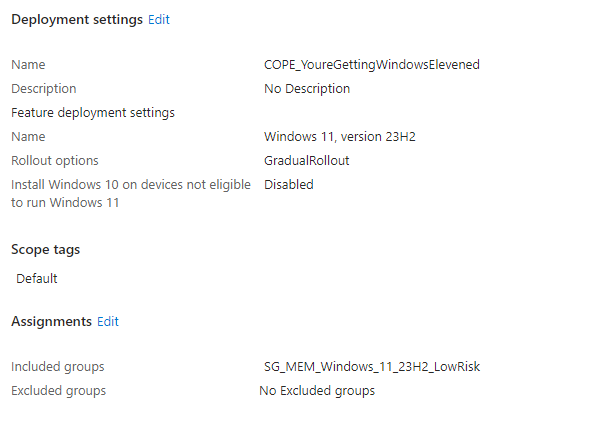 Deployment settings Edit
Name COPE_YoureGettingWindowsElevened
Description No Description
Feature deployment settings
Name Windows 11, version 23H2
Rollout options GradualRollout
Install Windows 10 on devices not eligible Disabled
to run Windows 11
Scope tags
Default
Assignments Edit
Included groups SG_MEM_Windows_11_23H2_LowRisk
Excluded groups No Excluded groups